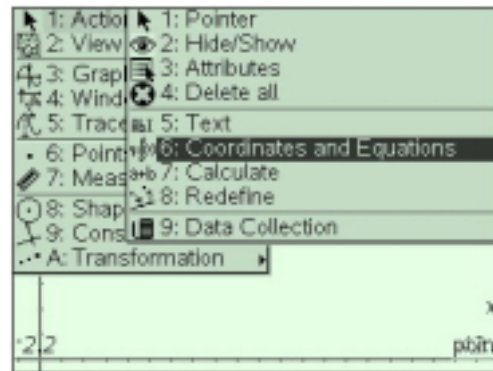 1: Actio
2: View
3: Grap
4: Wind
5: Trace
6: Point
7: Meas
8: Shap
9: Cons
A: Transformation
1: Pointer
2: Hide/Show
3: Attributes
4: Delete all
5: Text
6: Coordinates and Equations
7: Calculate
8: Redefine
9: Data Collection
x
-2.2